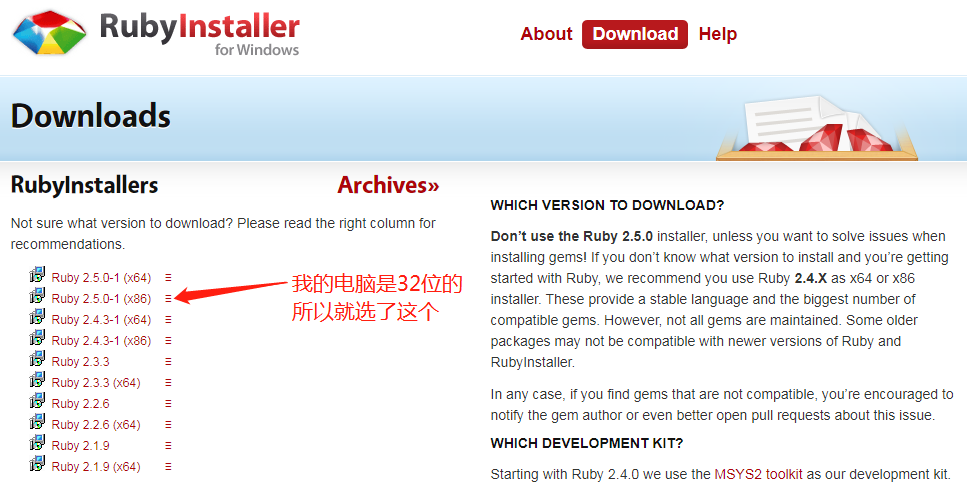 RubyInstaller
for Windows
About Download Help
Downloads
RubyInstallers
Archives»
Not sure what version to download? Please read the right column for
recommendations.
Ruby 2.5.0-1 (x64)
Ruby 2.5.0-1 (x86)
Ruby 2.4.3-1 (x64)
Ruby 2.4.3-1 (x86)
Ruby 2.3.3
Ruby 2.3.3 (x64)
Ruby 2.2.6
Ruby 2.2.6 (x64)
Ruby 2.1.9
Ruby 2.1.9 (x64)
我的电脑是32位的
所以就选了这个
WHICH VERSION TO DOWNLOAD?
Don’t use the Ruby 2.5.0 installer, unless you want to solve issues when
installing gems! If you don’t know what version to install and you’re getting
started with Ruby, we recommend you use Ruby 2.4.X as x64 or x86
installer. These provide a stable language and the biggest number of
compatible gems. However, not all gems are maintained. Some older
packages may not be compatible with newer versions of Ruby and
RubyInstaller.
In any case, if you find gems that are not compatible, you’re encouraged to
notify the gem author or even better open pull requests about this issue.
WHICH DEVELOPMENT KIT?
Starting with Ruby 2.4.0 we use the MSYS2 toolkit as our development kit.